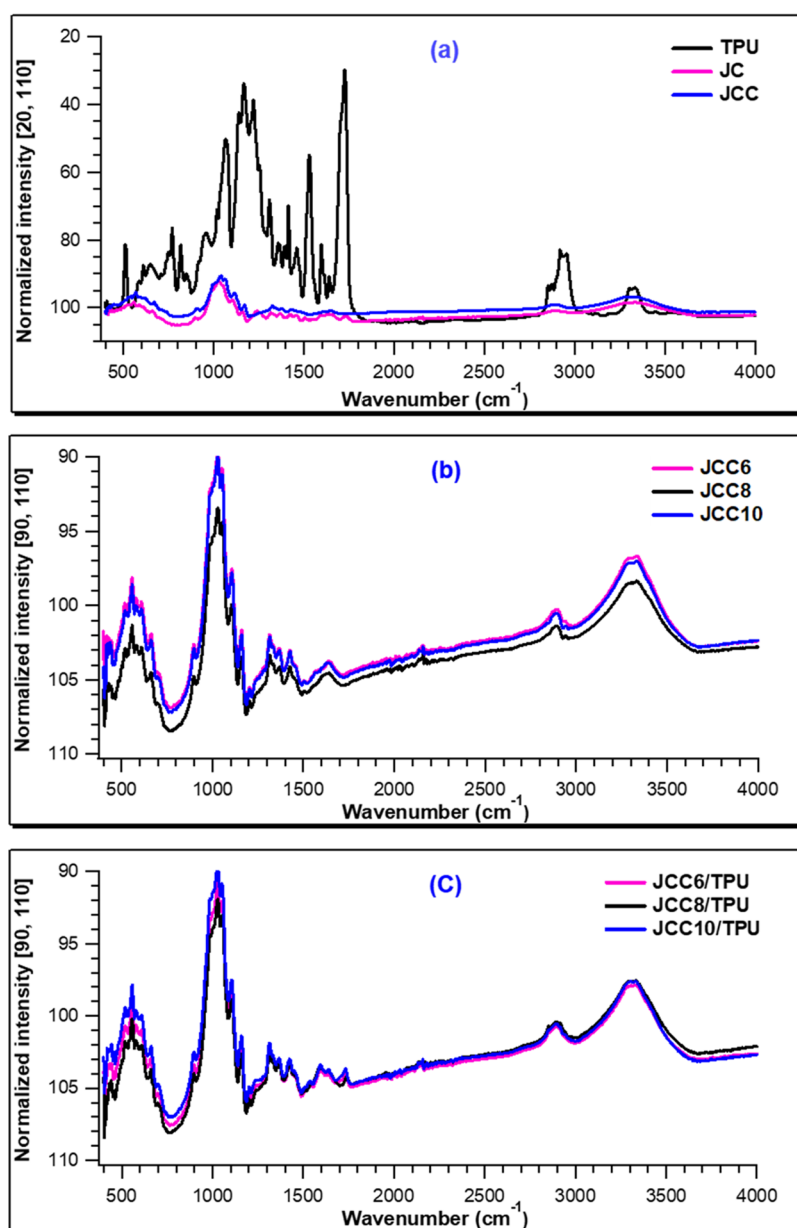 (a)
TPU
JC
JCC
Normalized intensity [20, 110]
20
40
60
80
100
500 1000 1500 2000 2500 3000 3500 4000
Wavenumber (cm⁻¹)
(b)
JCC6
JCC8
JCC10
Normalized intensity [90, 110]
90
95
100
105
110
500 1000 1500 2000 2500 3000 3500 4000
Wavenumber (cm⁻¹)
(C)
JCC6/TPU
JCC8/TPU
JCC10/TPU
Normalized intensity [90, 110]
90
95
100
105
110
500 1000 1500 2000 2500 3000 3500 4000
Wavenumber (cm⁻¹)